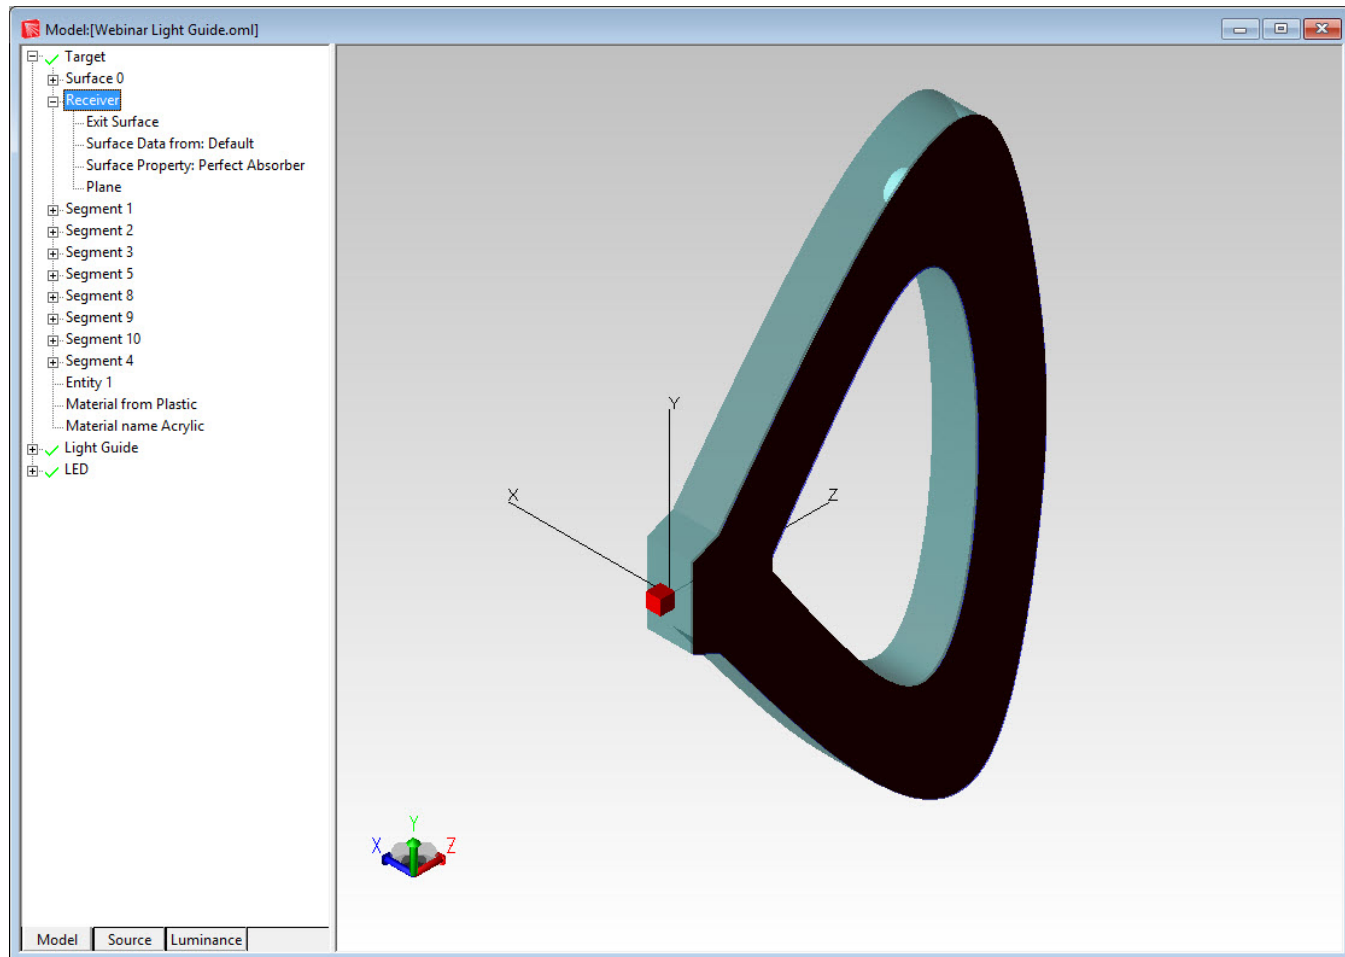 Model:[Webinar Light Guide.oml]
Target
Surface 0
Receiver
Exit Surface
Surface Data from: Default
Surface Property: Perfect Absorber
Plane
Segment 1
Segment 2
Segment 3
Segment 5
Segment 8
Segment 9
Segment 10
Segment 4
Entity 1
Material from Plastic
Material name Acrylic
Light Guide
LED
Y
X
Z
Y
X
Z
Model Source Luminance